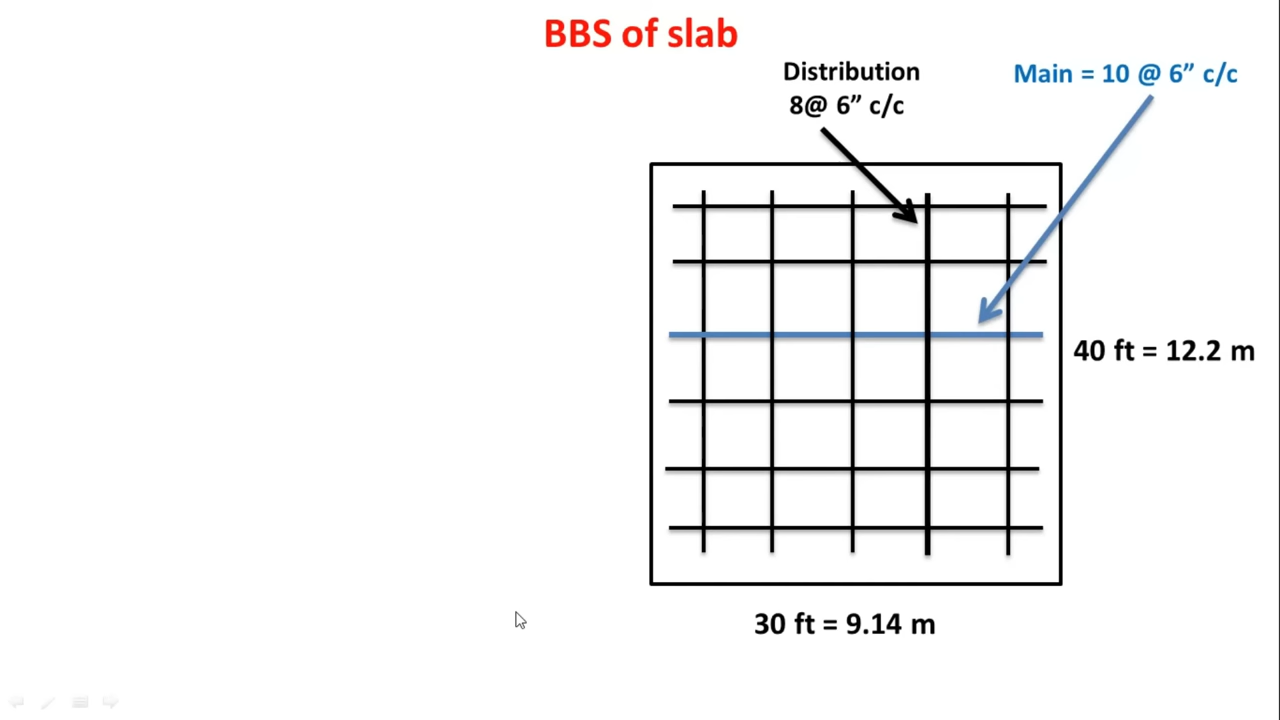 BBS of slab
Distribution
8@ 6” c/c
Main = 10 @ 6” c/c
40 ft = 12.2 m
30 ft = 9.14 m